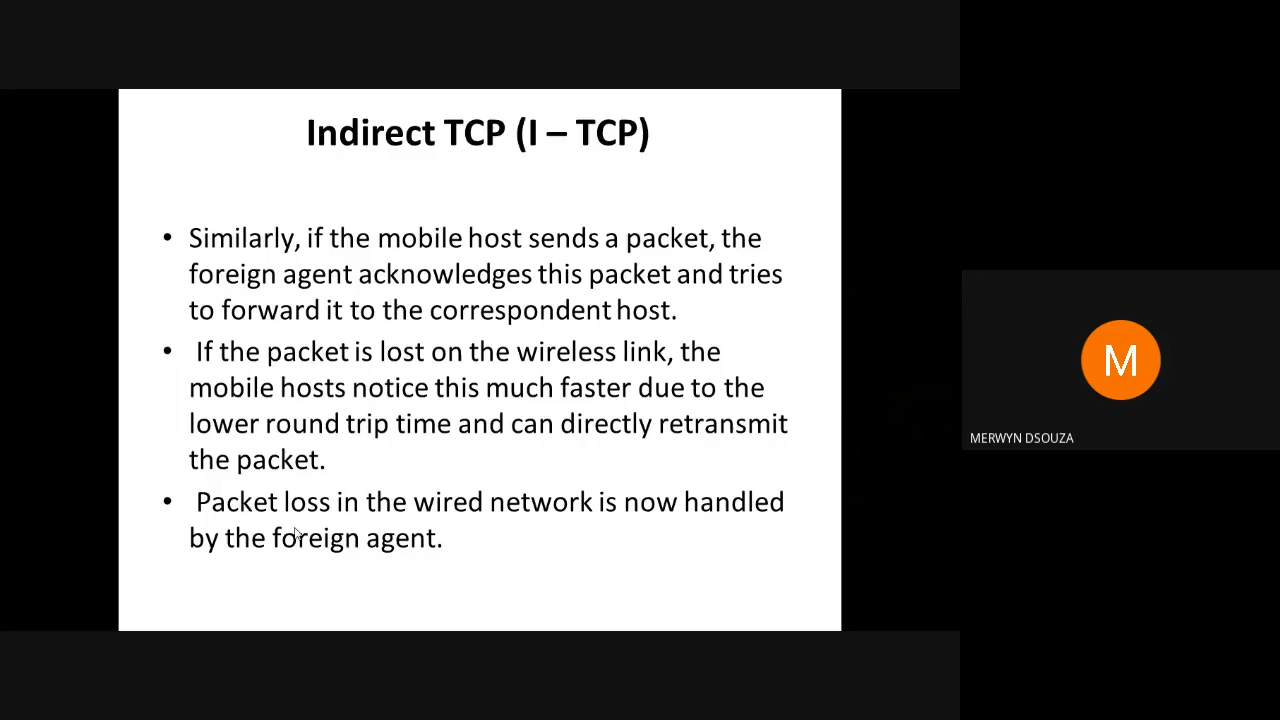 Indirect TCP (I – TCP)
• Similarly, if the mobile host sends a packet, the
foreign agent acknowledges this packet and tries
to forward it to the correspondent host.
• If the packet is lost on the wireless link, the
mobile hosts notice this much faster due to the
lower round trip time and can directly retransmit
the packet.
• Packet loss in the wired network is now handled
by the foreign agent.
M
MERWYN DSOUZA